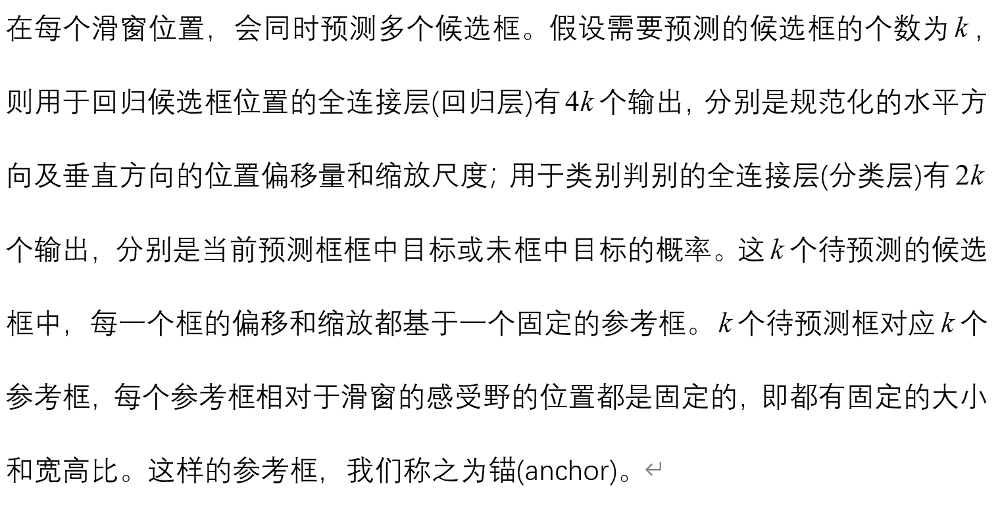 在每个滑窗位置，会同时预测多个候选框。假设需要预测的候选框的个数为k，
则用于回归候选框位置的全连接层(回归层)有4k个输出，分别是规范化的水平方
向及垂直方向的位置偏移量和缩放尺度；用于类别判别的全连接层(分类层)有2k
个输出，分别是当前预测框框中目标或未框中目标的概率。这k个待预测的候选
框中，每一个框的偏移和缩放都基于一个固定的参考框。k个待预测框对应k个
参考框，每个参考框相对于滑窗的感受野的位置都是固定的，即都有固定的大小
和宽高比。这样的参考框，我们称之为锚(anchor)。↵